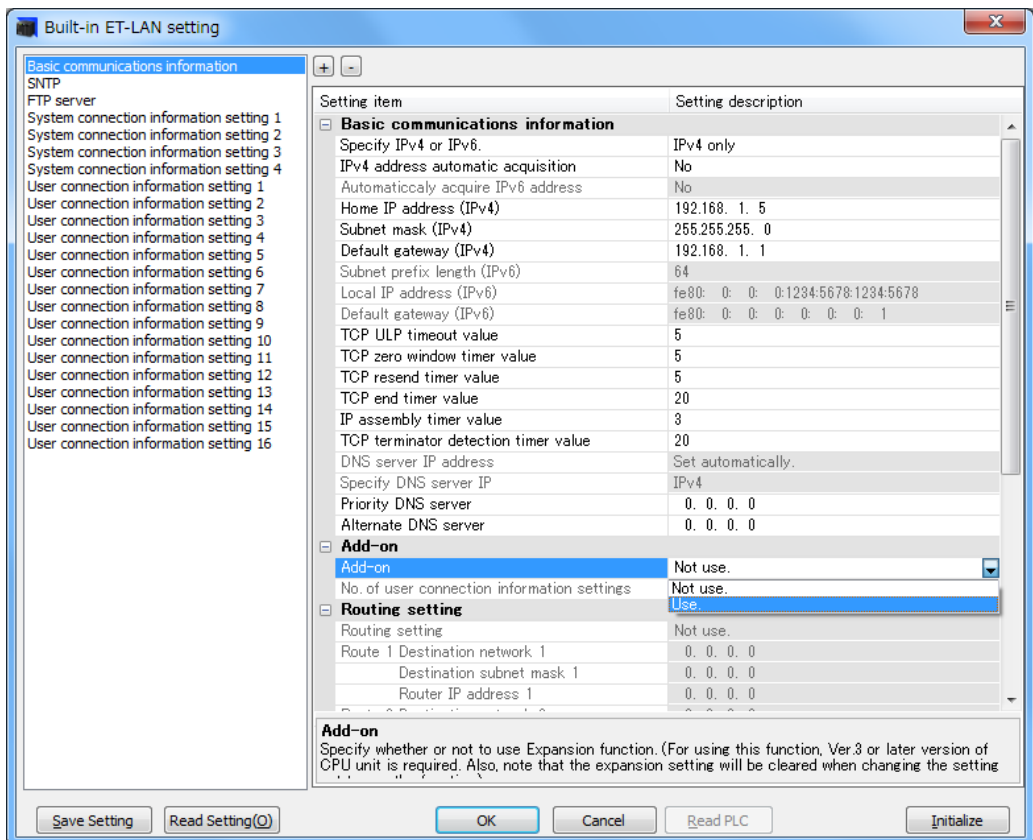 Built-in ET-LAN setting
Basic communications information
SNTP
FTP server
System connection information setting 1
System connection information setting 2
System connection information setting 3
System connection information setting 4
User connection information setting 1
User connection information setting 2
User connection information setting 3
User connection information setting 4
User connection information setting 5
User connection information setting 6
User connection information setting 7
User connection information setting 8
User connection information setting 9
User connection information setting 10
User connection information setting 11
User connection information setting 12
User connection information setting 13
User connection information setting 14
User connection information setting 15
User connection information setting 16
+ -
Setting item Setting description
Basic communications information
Specify IPv4 or IPv6. IPv4 only
IPv4 address automatic acquisition No
Automaticcaly acquire IPv6 address No
Home IP address (IPv4) 192.168. 1. 5
Subnet mask (IPv4) 255.255.255. 0
Default gateway (IPv4) 192.168. 1. 1
Subnet prefix length (IPv6) 64
Local IP address (IPv6) fe80: 0: 0: 0:1234:5678:1234:5678
Default gateway (IPv6) fe80: 0: 0: 0: 0: 0: 0: 1
TCP ULP timeout value 5
TCP zero window timer value 5
TCP resend timer value 5
TCP end timer value 20
IP assembly timer value 3
TCP terminator detection timer value 20
DNS server IP address Set automatically.
Specify DNS server IP IPv4
Priority DNS server 0. 0. 0. 0
Alternate DNS server 0. 0. 0. 0
Add-on
Add-on Not use.
No. of user connection information settings Not use.
Use.
Routing setting
Routing setting Not use.
Route 1 Destination network 1 0. 0. 0. 0
Destination subnet mask 1 0. 0. 0. 0
Router IP address 1 0. 0. 0. 0
Add-on
Specify whether or not to use Expansion function. (For using this function, Ver.3 or later version of
CPU unit is required. Also, note that the expansion setting will be cleared when changing the setting
Save Setting Read Setting(O) OK Cancel Read PLC Initialize